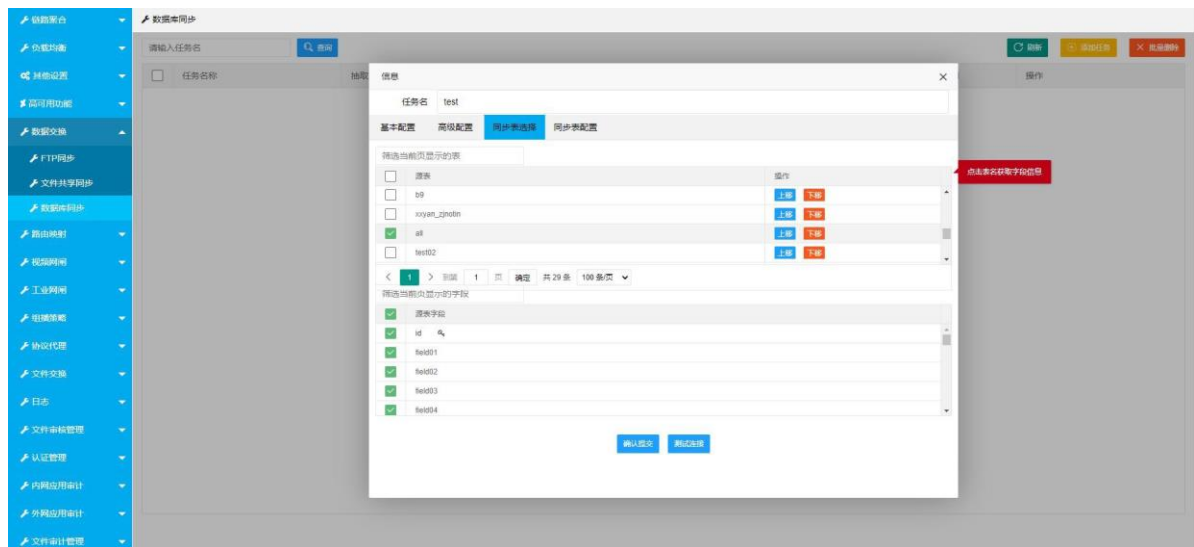 链路聚合
负载均衡
其他设置
高可用功能
数据交换
FTP同步
文件共享同步
数据库同步
路由映射
视频网闸
工业网闸
组播策略
协议代理
文件交换
日志
文件审核管理
认证管理
内网应用审计
外网应用审计
文件审计管理
数据库同步
请输入任务名 查询 刷新 添加任务 批量删除
任务名称 抽取 操作
信息
任务名 test
基本配置 高级配置 同步表选择 同步表配置
筛选当前页显示的表
源表 操作
b9 上移 下移
xxyan_zjnotin 上移 下移
all 上移 下移
test02 上移 下移
1 到第 1 页 确定 共 29 条 100 条/页
筛选当前页显示的字段
源表字段
id
field01
field02
field03
field04
确认提交 测试连接
点击表名获取字段信息